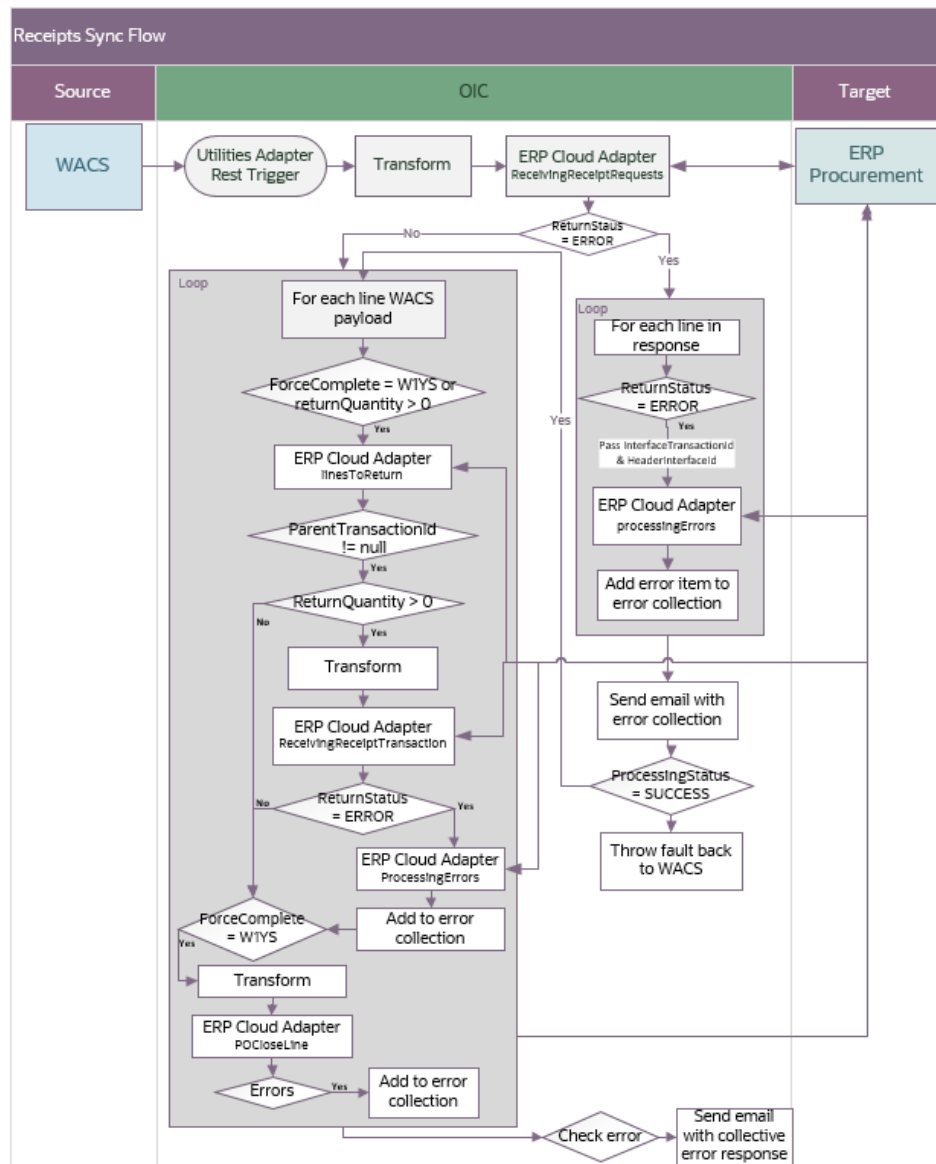 Receipts Sync Flow
Source
OIC
Target
WACS
Utilities Adapter
Rest Trigger
Transform
ERP Cloud Adapter
ReceivingReceiptRequests
ERP
Procurement
ReturnStaus
= ERROR
No
Yes
Loop
For each line WACS
payload
ForceComplete = W1YS or
returnQuantity > 0
Yes
ERP Cloud Adapter
linesToReturn
ParentTransactionId
!= null
Yes
ReturnQuantity > 0
No
Yes
Transform
ERP Cloud Adapter
ReceivingReceiptTransaction
ReturnStatus
= ERROR
No
Yes
ERP Cloud Adapter
ProcessingErrors
Add to error
collection
ForceComplete
= W1YS
Yes
Transform
ERP Cloud Adapter
POCloseLine
Errors
Yes
Add to error
collection
Loop
For each line in
response
ReturnStatus
= ERROR
Yes
Pass InterfaceTransactionId
& HeaderInterfaceId
ERP Cloud Adapter
processingErrors
Add error item to
error collection
Send email with
error collection
ProcessingStatus
= SUCCESS
Yes
Throw fault back
to WACS
Check error
Send email
with collective
error response